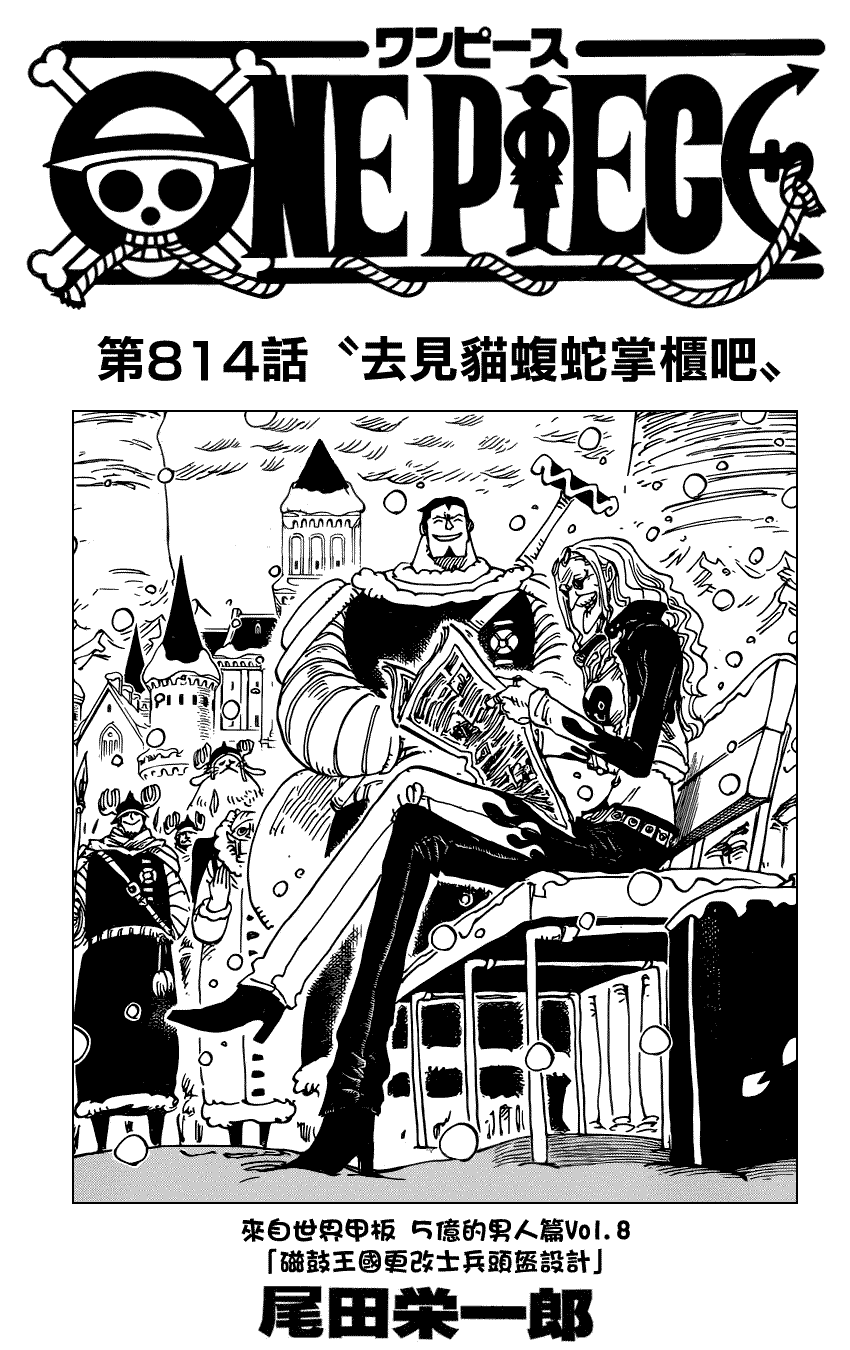 ワンピース
ONE PIECE
第814話〝去見貓蝮蛇掌櫃吧〟
來自世界甲板 5億的男人篇Vol.8
「磁鼓王國更改士兵頭盔設計」
尾田栄一郎